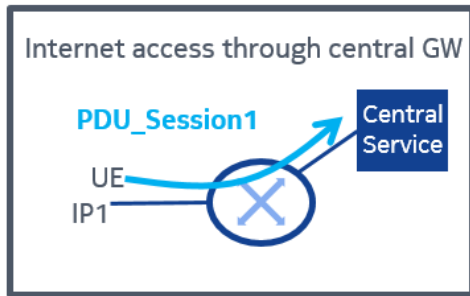 Internet access through central GW
PDU_Session1
Central
Service
UE
IP1